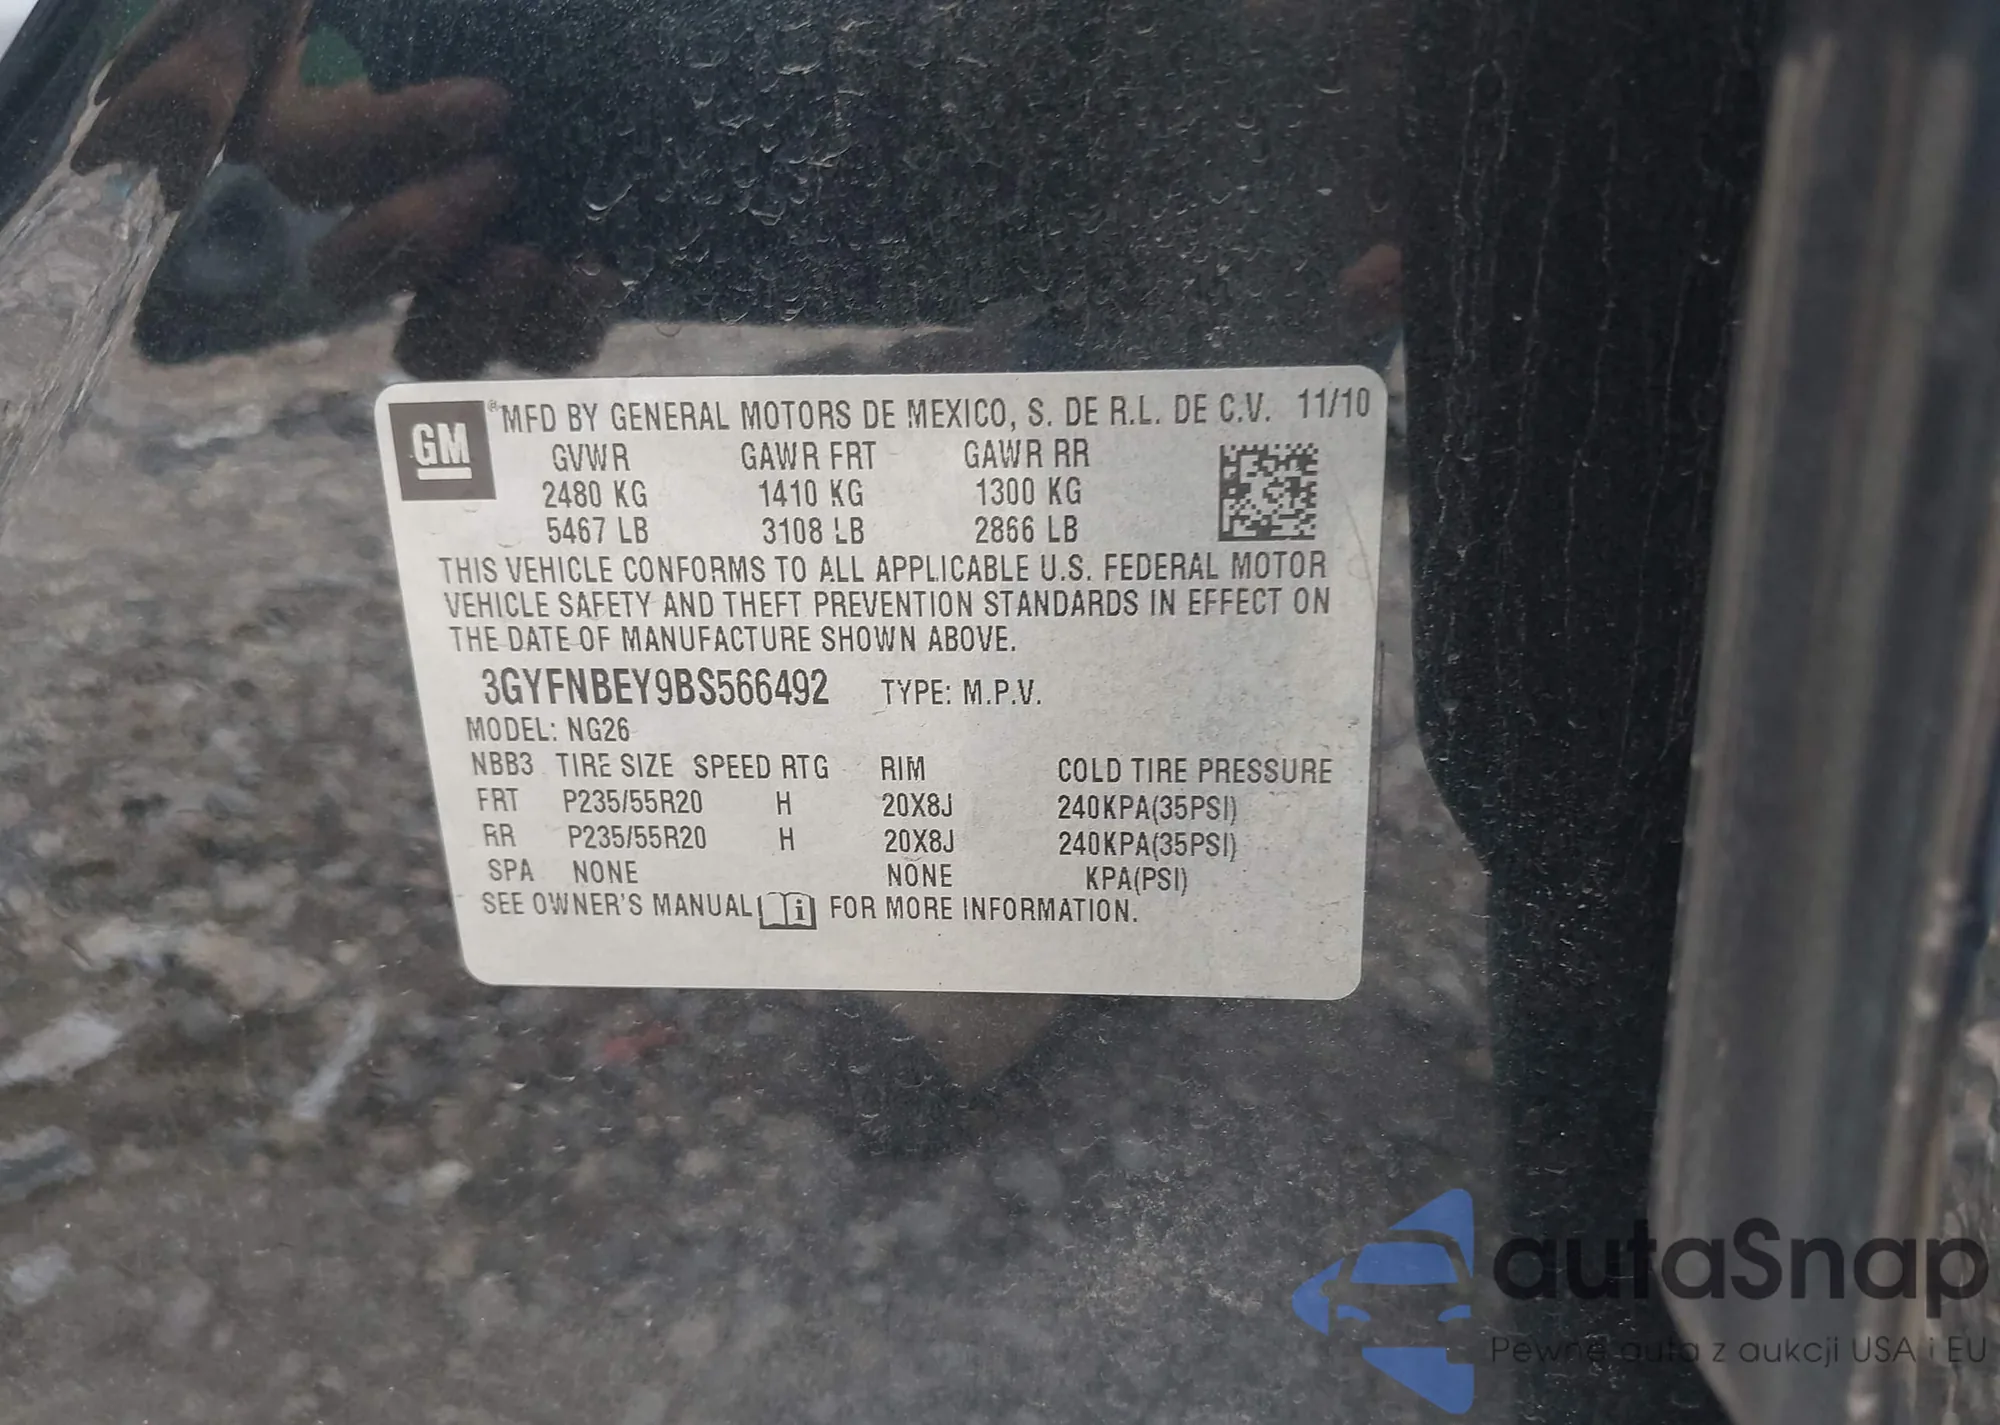 GM ® MFD BY GENERAL MOTORS DE MEXICO, S. DE R.L. DE C.V. 11/10
GVWR GAWR FRT GAWR RR
2480 KG 1410 KG 1300 KG
5467 LB 3108 LB 2866 LB
THIS VEHICLE CONFORMS TO ALL APPLICABLE U.S. FEDERAL MOTOR
VEHICLE SAFETY AND THEFT PREVENTION STANDARDS IN EFFECT ON
THE DATE OF MANUFACTURE SHOWN ABOVE.
3GYFNBEY9BS566492 TYPE: M.P.V.
MODEL: NG26
NBB3 TIRE SIZE SPEED RTG RIM COLD TIRE PRESSURE
FRT P235/55R20 H 20X8J 240KPA(35PSI)
RR P235/55R20 H 20X8J 240KPA(35PSI)
SPA NONE NONE KPA(PSI)
SEE OWNER'S MANUAL i FOR MORE INFORMATION.
autaSnap
Pewne auta z aukcji USA i EU